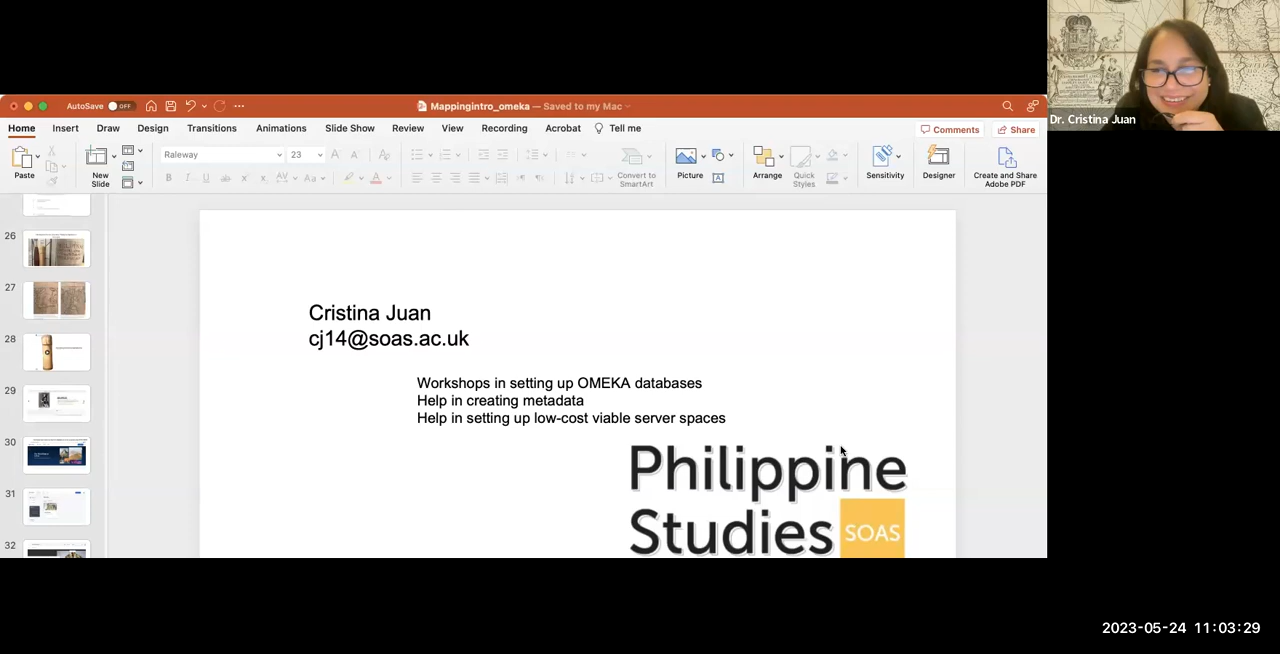 AutoSave OFF
Mappingintro_omeka — Saved to my Mac
Home Insert Draw Design Transitions Animations Slide Show Review View Recording Acrobat Tell me
Comments Share
Paste
New Slide
Raleway 23
Convert to SmartArt
Picture
Arrange
Quick Styles
Sensitivity
Designer
Create and Share Adobe PDF
26
27
28
29
30
31
32
Cristina Juan
cj14@soas.ac.uk
Workshops in setting up OMEKA databases
Help in creating metadata
Help in setting up low-cost viable server spaces
Philippine
Studies SOAS
Dr. Cristina Juan
2023-05-24 11:03:29